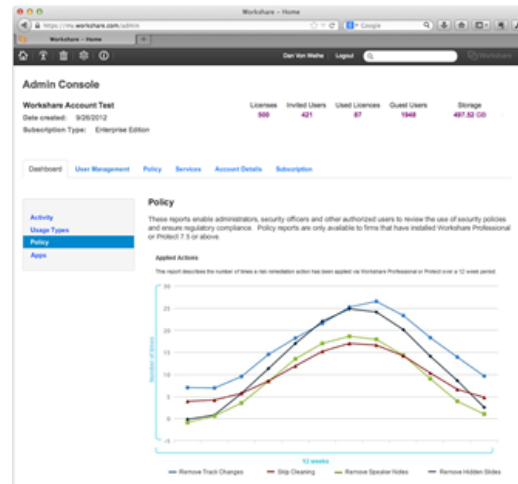 Workshare – Home
https://my.workshare.com/admin
Google
Workshare – Home
Dan Von Weihe Logout
Workshare
Admin Console
Workshare Account Test
Date created: 9/26/2012
Subscription Type: Enterprise Edition
Licenses Invited Users Used Licences Guest Users Storage
500 421 87 1848 497.52 GB
Dashboard User Management Policy Services Account Details Subscription
Activity
Usage Types
Policy
Apps
Policy
These reports enable administrators, security officers and other authorized users to review the use of security policies
and ensure regulatory compliance. Policy reports are only available to firms that have installed Workshare Professional
or Protect 7.5 or above.
Applied Actions
This report describes the number of times a risk remediation action has been applied via Workshare Professional or Protect over a 12 week period.
30
25
20
15
10
5
0
-5
Number of times
12 weeks
Remove Track Changes Skip Cleaning Remove Speaker Notes Remove Hidden Slides